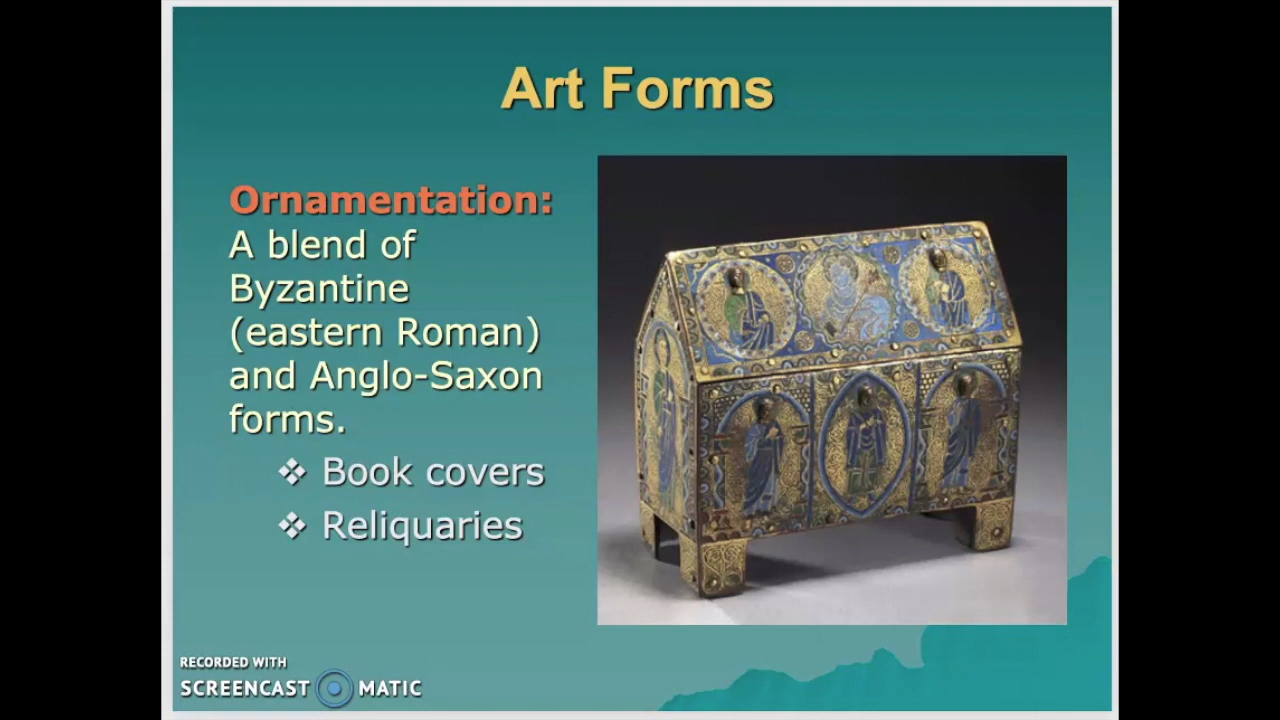 Art Forms
Ornamentation:
A blend of
Byzantine
(eastern Roman)
and Anglo-Saxon
forms.
❖ Book covers
❖ Reliquaries
RECORDED WITH
SCREENCAST MATIC